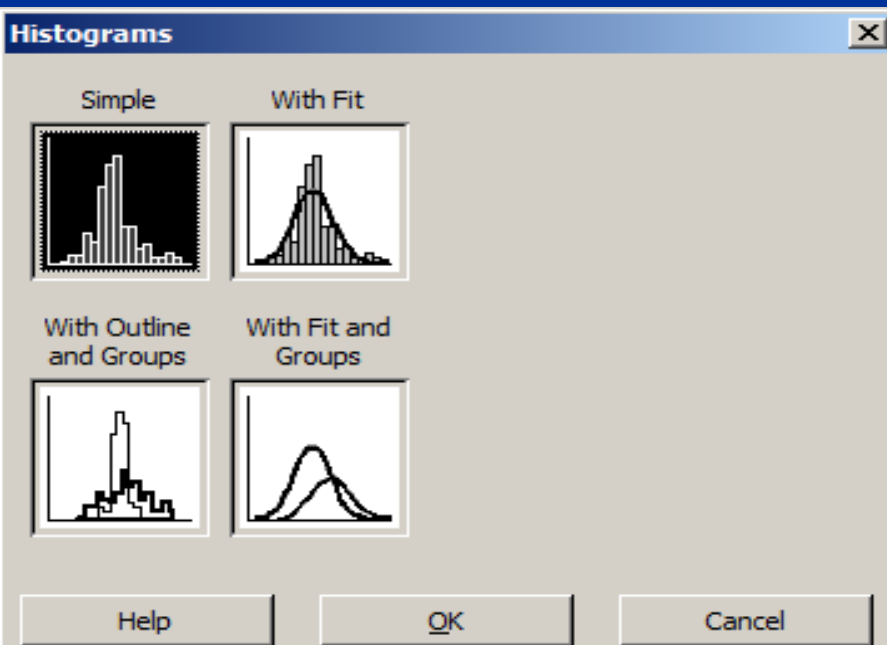 Histograms
Simple
With Fit
With Outline
and Groups
With Fit and
Groups
Help
OK
Cancel